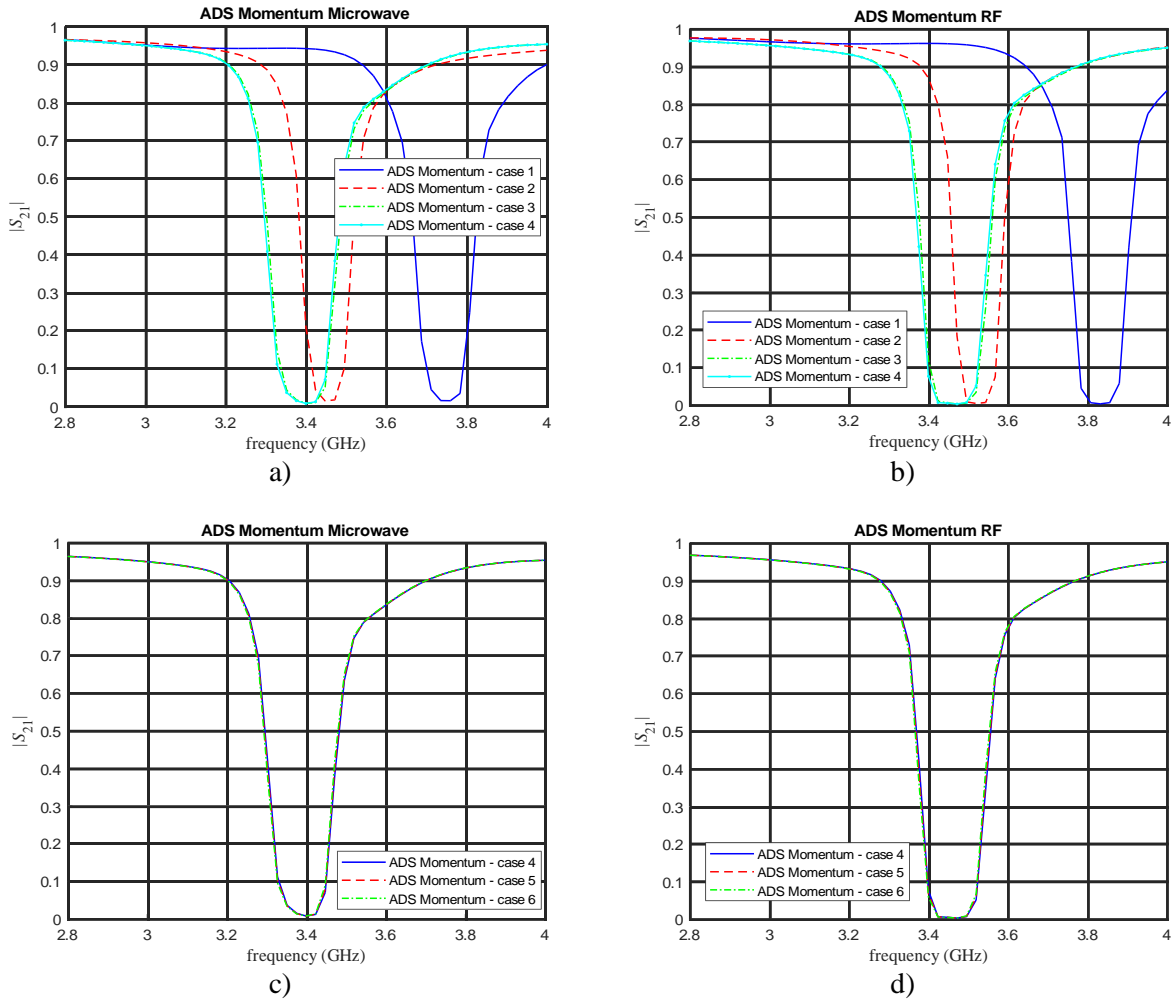 ADS Momentum Microwave
1
0.9
0.8
0.7
0.6
0.5
0.4
0.3
0.2
0.1
0
|S21|
ADS Momentum - case 1
ADS Momentum - case 2
ADS Momentum - case 3
ADS Momentum - case 4
2.8 3 3.2 3.4 3.6 3.8 4
frequency (GHz)
a)
ADS Momentum RF
1
0.9
0.8
0.7
0.6
0.5
0.4
0.3
0.2
0.1
0
|S21|
ADS Momentum - case 1
ADS Momentum - case 2
ADS Momentum - case 3
ADS Momentum - case 4
2.8 3 3.2 3.4 3.6 3.8 4
frequency (GHz)
b)
ADS Momentum Microwave
1
0.9
0.8
0.7
0.6
0.5
0.4
0.3
0.2
0.1
0
|S21|
ADS Momentum - case 4
ADS Momentum - case 5
ADS Momentum - case 6
2.8 3 3.2 3.4 3.6 3.8 4
frequency (GHz)
c)
ADS Momentum RF
1
0.9
0.8
0.7
0.6
0.5
0.4
0.3
0.2
0.1
0
|S21|
ADS Momentum - case 4
ADS Momentum - case 5
ADS Momentum - case 6
2.8 3 3.2 3.4 3.6 3.8 4
frequency (GHz)
d)